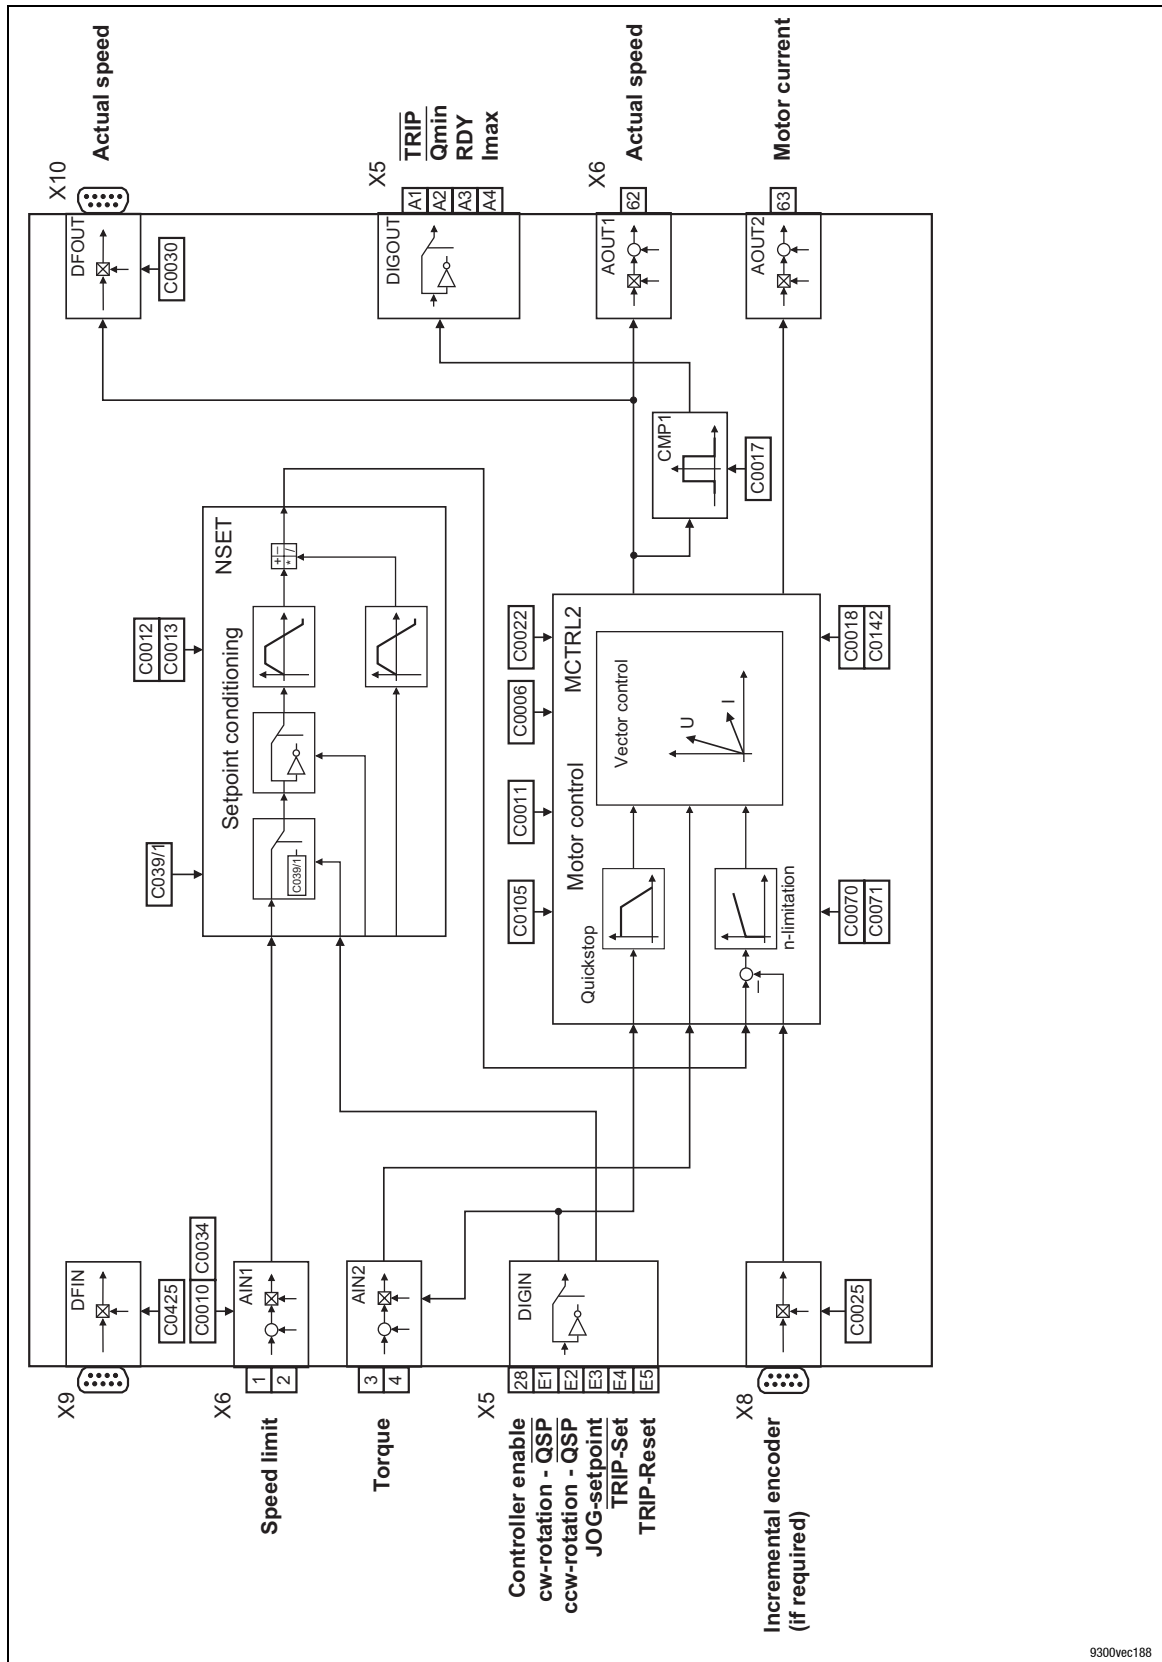 X9
DFIN
C0425
X6
1
2
AIN1
C0010
C0034
Speed limit
3
4
AIN2
Torque
X5
28
E1
E2
E3
E4
E5
DIGIN
Controller enable
cw-rotation - QSP
ccw-rotation - QSP
JOG-setpoint
TRIP-Set
TRIP-Reset
X8
C0025
Incremental encoder
(if required)
C039/1
C0012
C0013
Setpoint conditioning
NSET
C039/1
+ −
* /
C0105
C0011
C0006
C0022
Motor control
MCTRL2
Quickstop
Vector control
U
I
n-limitation
C0070
C0071
C0018
C0142
CMP1
C0017
X10
DFOUT
C0030
Actual speed
X5
DIGOUT
A1
A2
A3
A4
TRIP
Qmin
RDY
Imax
X6
AOUT1
62
Actual speed
AOUT2
63
Motor current
9300vec188